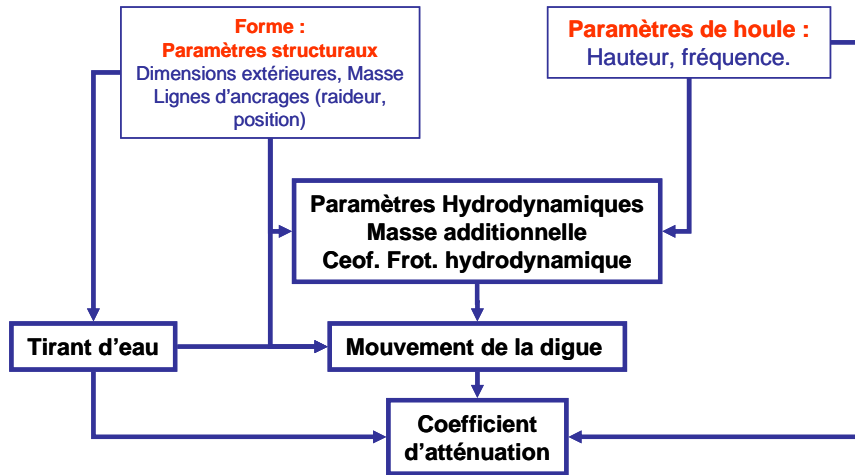 Forme :
Paramètres structuraux
Dimensions extérieures, Masse
Lignes d'ancrages (raideur,
position)
Paramètres de houle :
Hauteur, fréquence.
Paramètres Hydrodynamiques
Masse additionnelle
Ceof. Frot. hydrodynamique
Tirant d'eau
Mouvement de la digue
Coefficient
d'atténuation